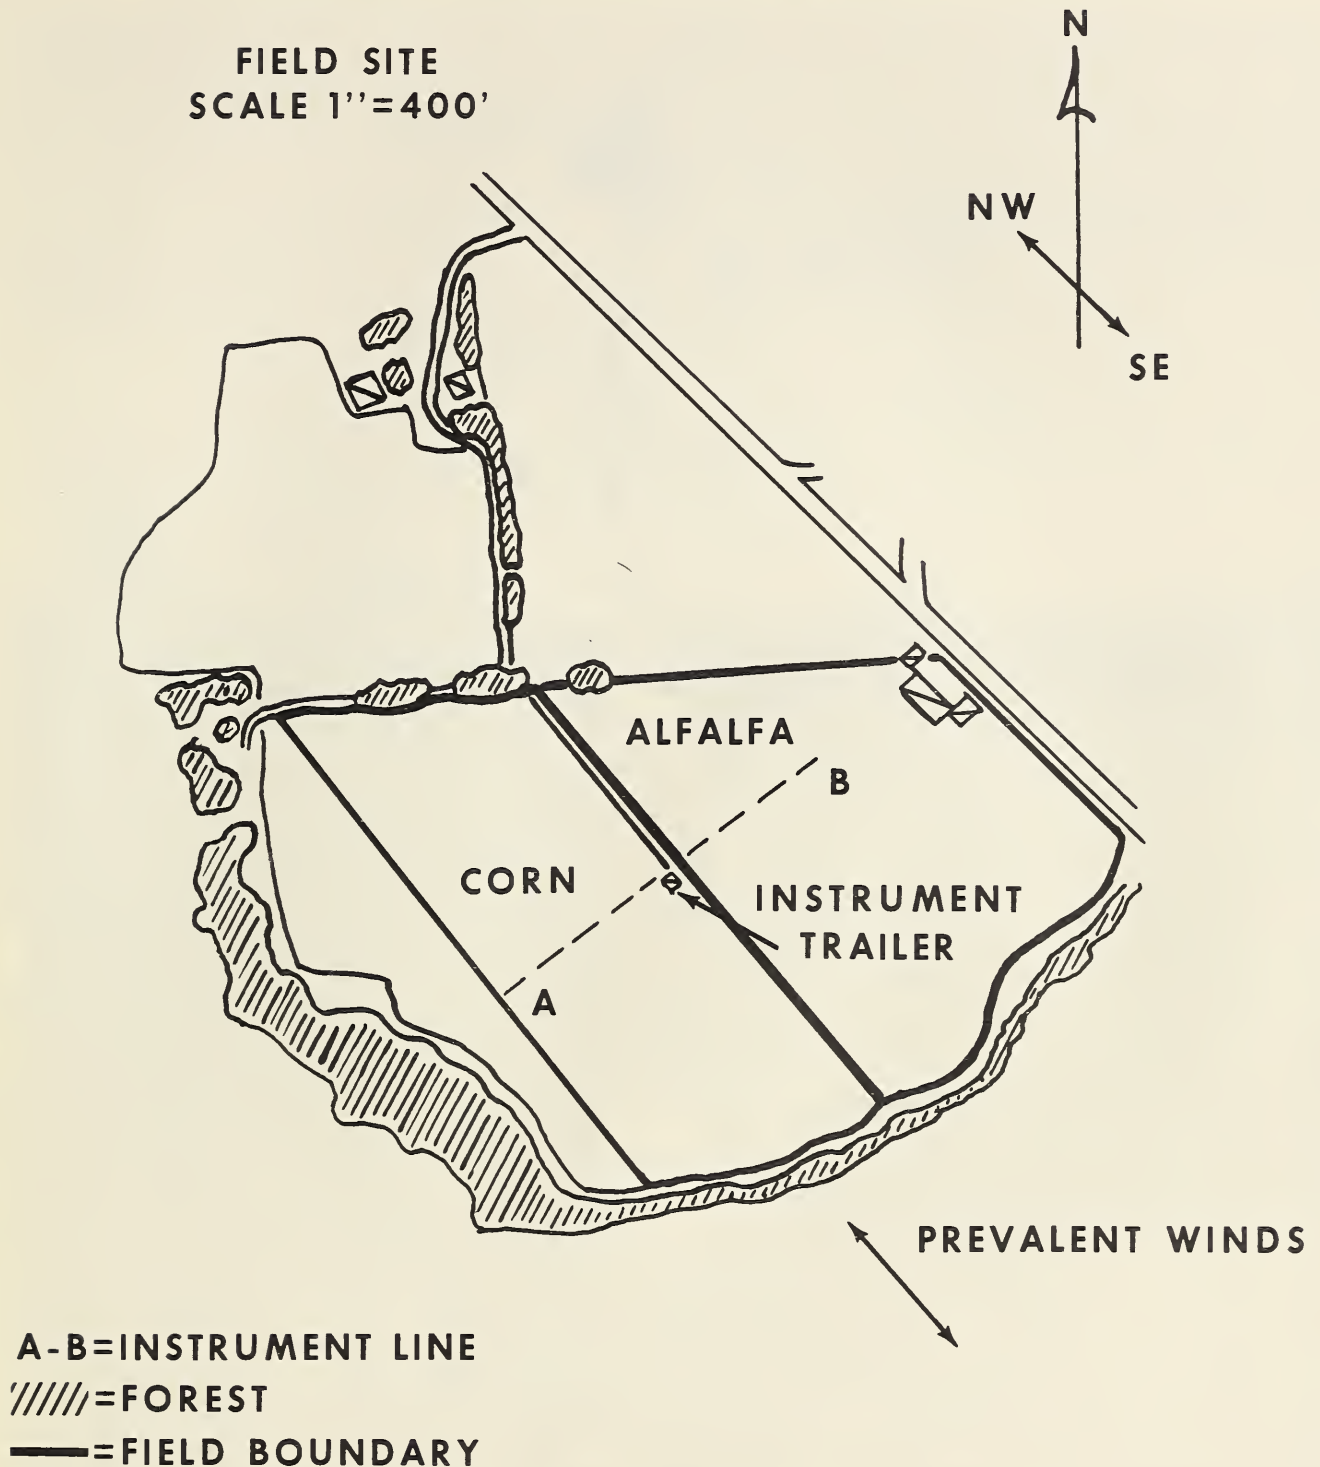 FIELD SITE
SCALE 1''=400'
N
NW
SE
ALFALFA
B
CORN
INSTRUMENT
TRAILER
A
PREVALENT WINDS
A-B=INSTRUMENT LINE
=FOREST
=FIELD BOUNDARY